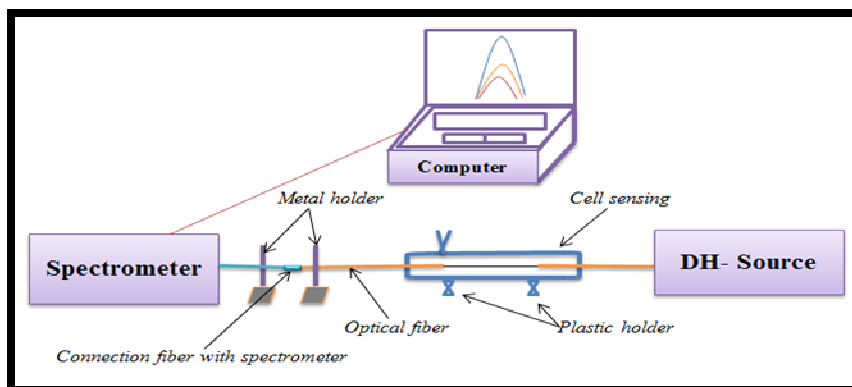 Computer
Metal holder
Cell sensing
Spectrometer
DH- Source
Optical fiber
Plastic holder
Connection fiber with spectrometer